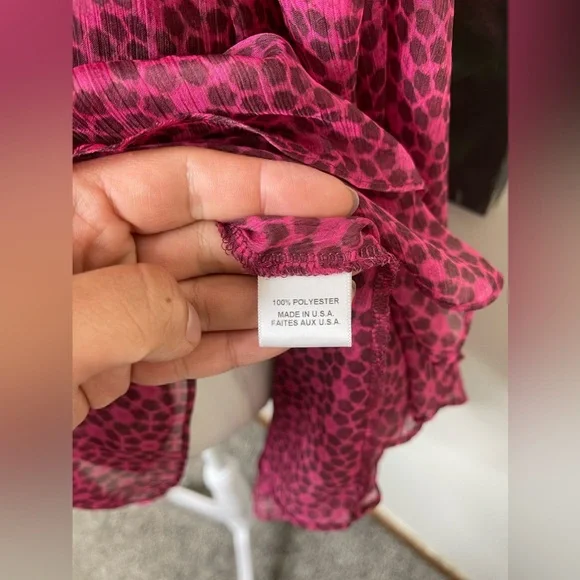 100% POLYESTER
MADE IN U.S.A.
FAITES AUX U.S.A.